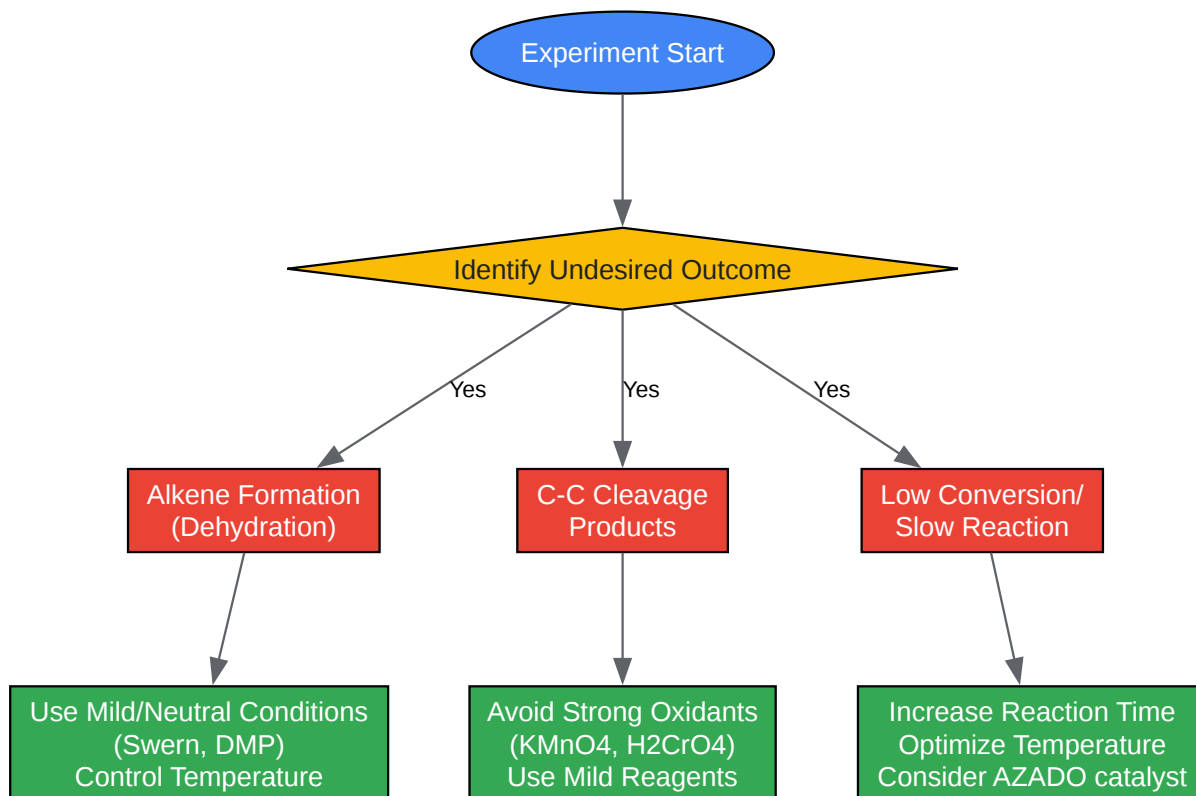 Experiment Start
Identify Undesired Outcome
Yes
Yes
Yes
Alkene Formation
(Dehydration)
C-C Cleavage
Products
Low Conversion/
Slow Reaction
Use Mild/Neutral Conditions
(Swern, DMP)
Control Temperature
Avoid Strong Oxidants
(KMnO4, H2CrO4)
Use Mild Reagents
Increase Reaction Time
Optimize Temperature
Consider AZADO catalyst